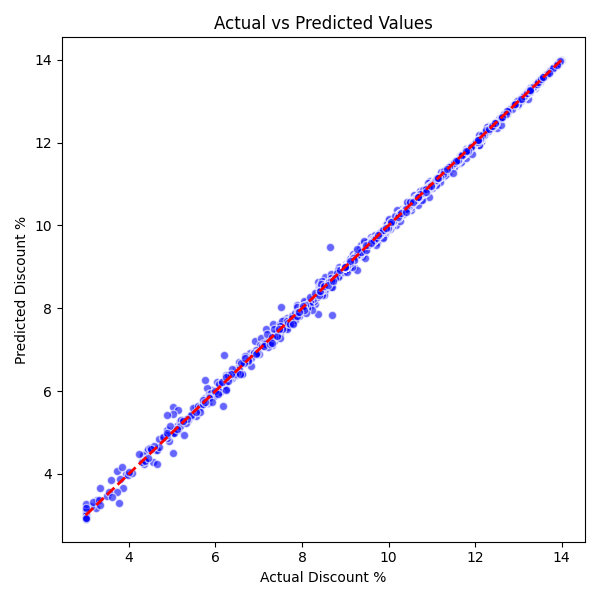 Actual vs Predicted Values
14
12
10
8
6
4
Predicted Discount %
4 6 8 10 12 14
Actual Discount %